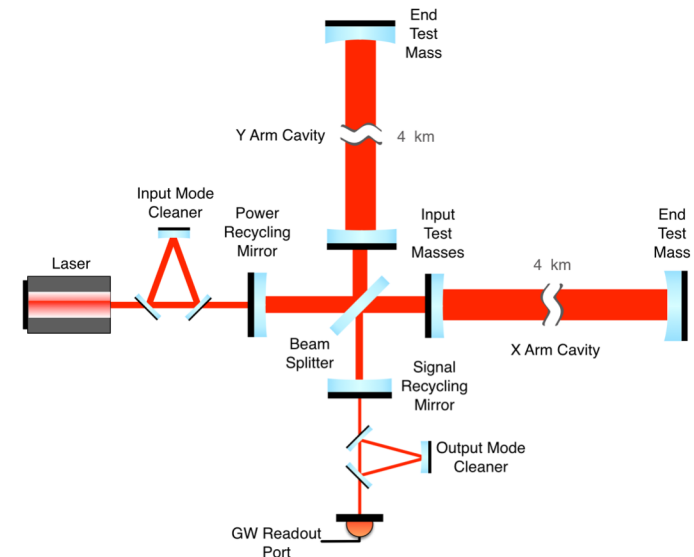 End
Test
Mass
Y Arm Cavity
4 km
Input Mode
Cleaner
Power
Recycling
Mirror
Input
Test
Masses
End
Test
Mass
Laser
4 km
X Arm Cavity
Beam
Splitter
Signal
Recycling
Mirror
Output Mode
Cleaner
GW Readout
Port